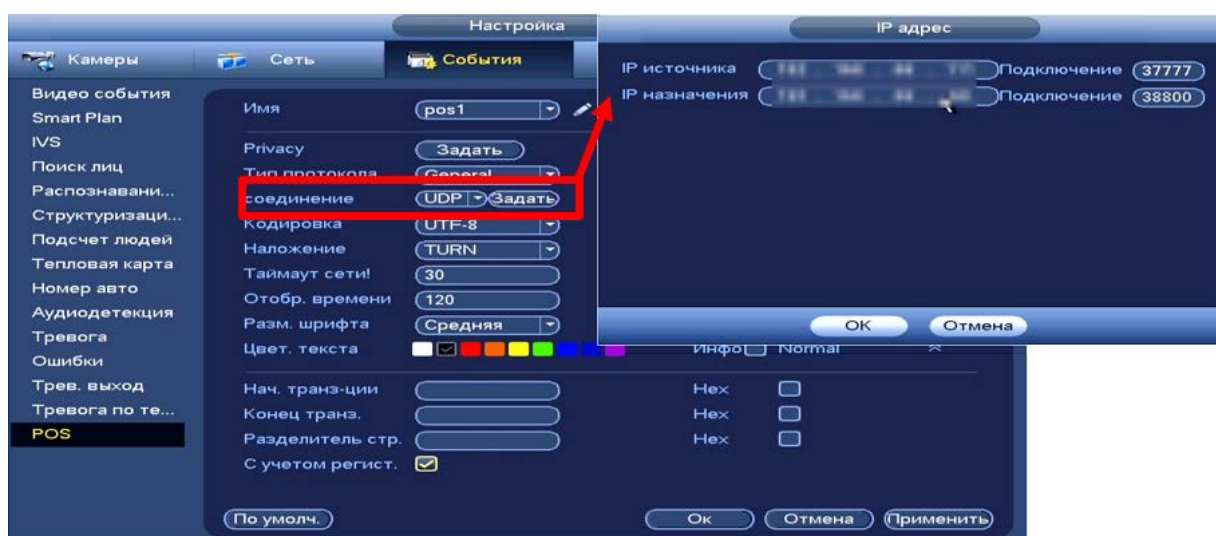 Настройка
Камеры
Сеть
События
Видео события
Smart Plan
IVS
Поиск лиц
Распознавани...
Структуризаци...
Подсчет людей
Тепловая карта
Номер авто
Аудиодетекция
Тревога
Ошибки
Трев. выход
Тревога по те...
POS
Имя pos1
Privacy Задать
Тип протокола General
соединение UDP Задать
Кодировка UTF-8
Наложение TURN
Таймаут сети! 30
Отобр. времени 120
Разм. шрифта Средняя
Цвет. текста Инфо Normal
Нач. транз-ции Hex
Конец транз. Hex
Разделитель стр. Hex
С учетом регист.
По умолч. Ок Отмена Применить
IP адрес
IP источника Подключение 37777
IP назначения Подключение 38800
OK Отмена